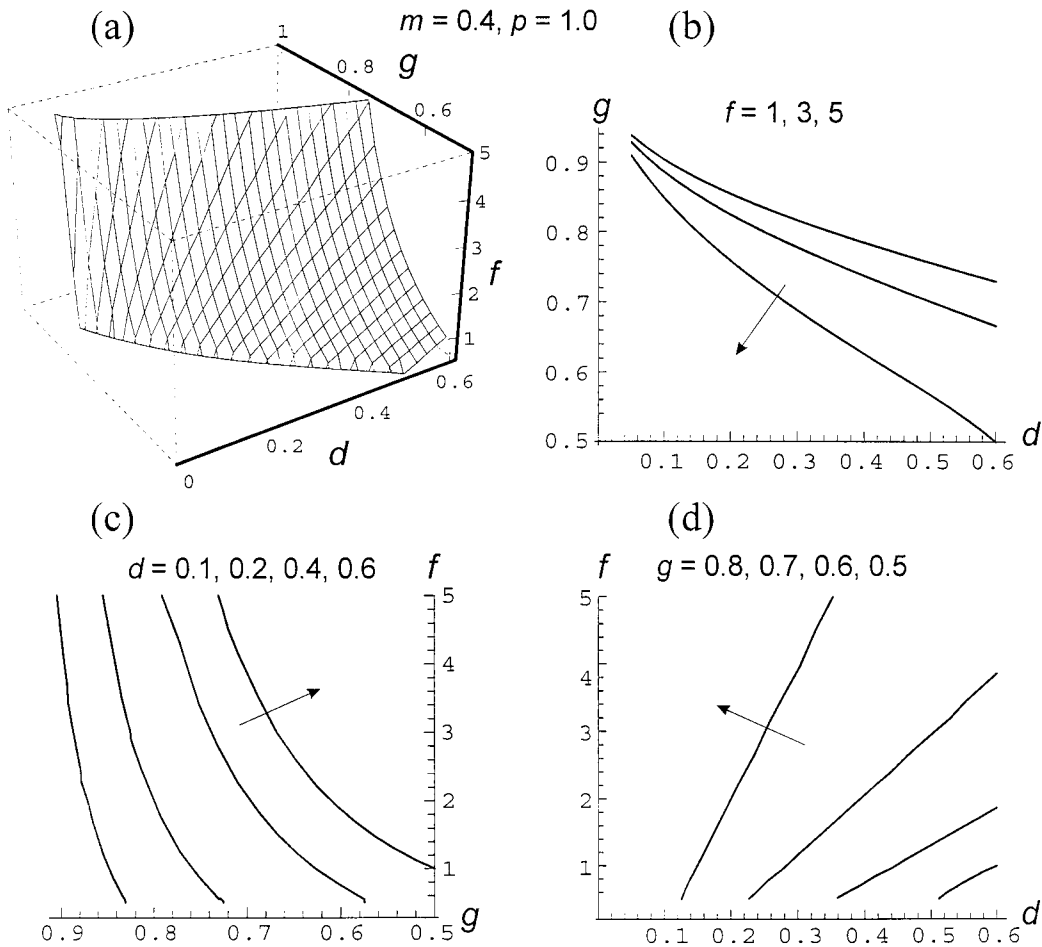 (a)
m = 0.4, p = 1.0
1
g
0.8
0.6
5
4
3
f
2
1
0.6
0.4
0.2
d
0
(b)
g
f = 1, 3, 5
0.9
0.8
0.7
0.6
0.5
0.1 0.2 0.3 0.4 0.5 0.6
d
(c)
d = 0.1, 0.2, 0.4, 0.6
f
5
4
3
2
1
0.9 0.8 0.7 0.6 0.5
g
(d)
f
g = 0.8, 0.7, 0.6, 0.5
5
4
3
2
1
0.1 0.2 0.3 0.4 0.5 0.6
d